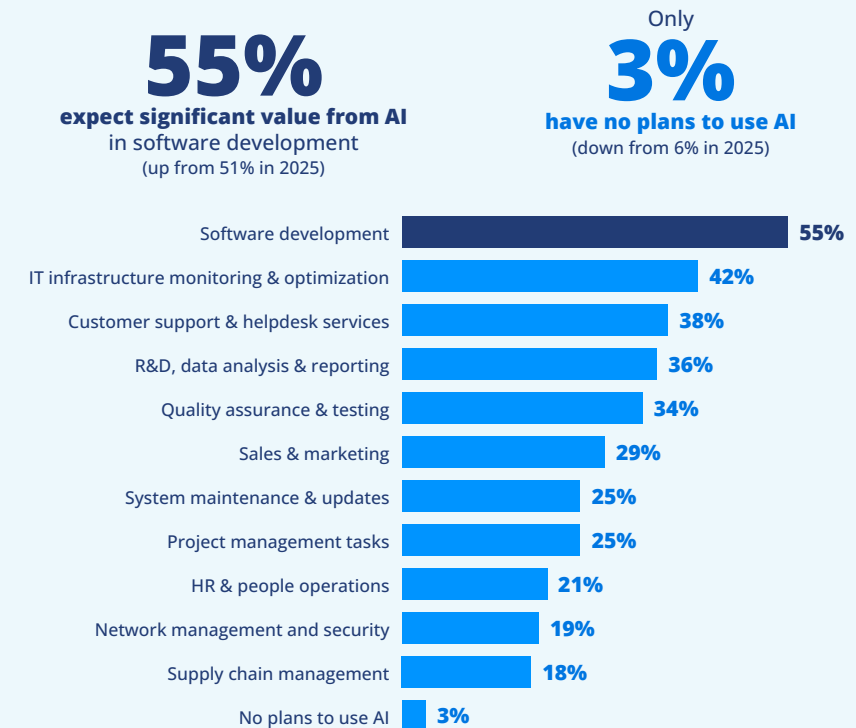 55%
expect significant value from AI
in software development
(up from 51% in 2025)
Only
3%
have no plans to use AI
(down from 6% in 2025)
Software development 55%
IT infrastructure monitoring & optimization 42%
Customer support & helpdesk services 38%
R&D, data analysis & reporting 36%
Quality assurance & testing 34%
Sales & marketing 29%
System maintenance & updates 25%
Project management tasks 25%
HR & people operations 21%
Network management and security 19%
Supply chain management 18%
No plans to use AI 3%